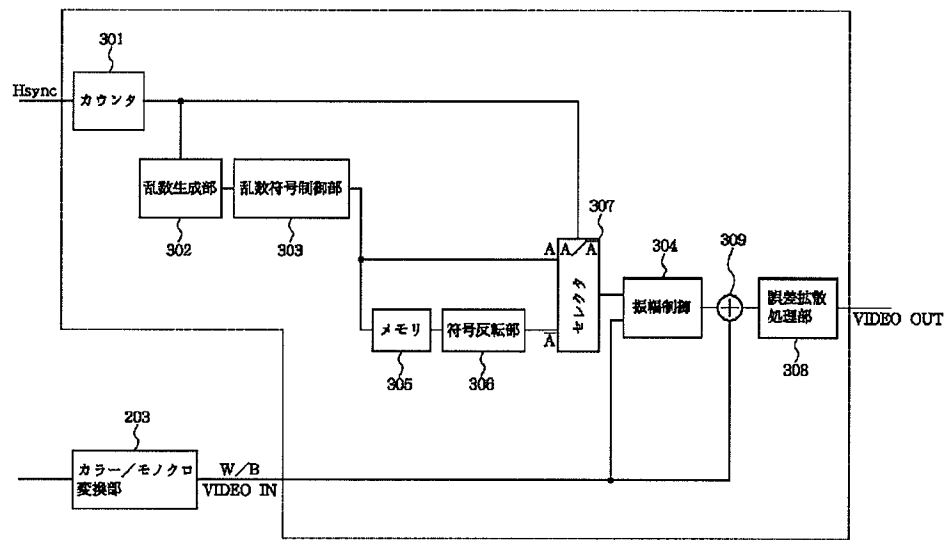 301
Hsync
カウンタ
乱数生成部
乱数符号制御部
302
303
307
A
A/A
セレクタ
304
振幅制御
309
誤差拡散
処理部
VIDEO OUT
308
メモリ
符号反転部
A
305
306
203
カラー/モノクロ
変換部
W/B
VIDEO IN